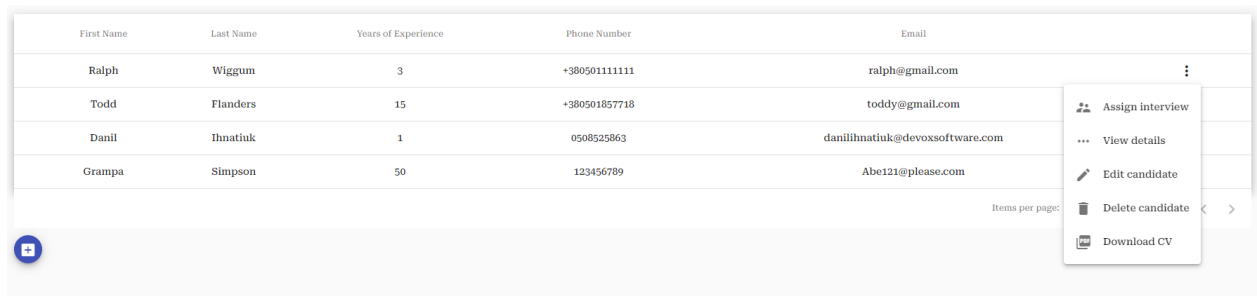 First Name Last Name Years of Experience Phone Number Email
Ralph Wiggum 3 +380501111111 ralph@gmail.com
Todd Flanders 15 +380501857718 toddy@gmail.com
Danil Ihnatiuk 1 0508525863 danilihnatiuk@devoxsoftware.com
Grampa Simpson 50 123456789 Abe121@please.com
Items per page:
Assign interview
View details
Edit candidate
Delete candidate
PDF Download CV